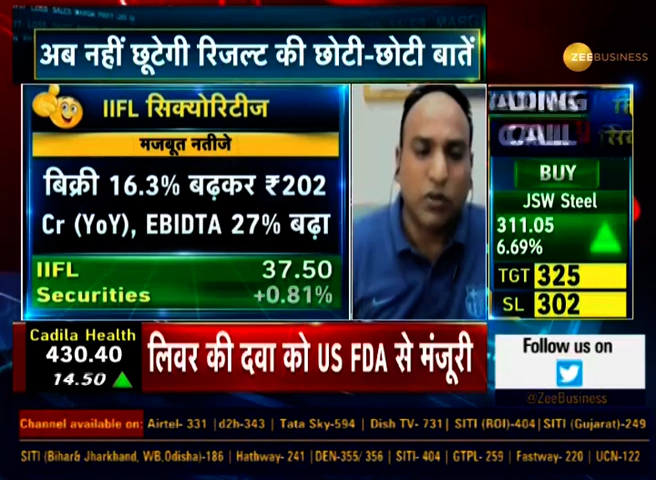 अब नहीं छूटेगी रिजल्ट की छोटी-छोटी बातें
ZEEBUSINESS
IIFL सिक्योरिटीज
मजबूत नतीजे
बिक्री 16.3% बढ़कर ₹202
Cr (YoY), EBIDTA 27% बढ़ा
IIFL 37.50
Securities +0.81%
CALL
BUY
JSW Steel
311.05
6.69%
TGT 325
SL 302
Cadila Health
430.40
14.50
लिवर की दवा को US FDA से मंजूरी
Follow us on
@ZeeBusiness
Channel available on: Airtel- 331 | d2h-343 | Tata Sky-594 | Dish TV- 731 | SITI (ROI)-404 | SITI (Gujarat)-249
SITI (Bihar& Jharkhand, WB,Odisha)-186 | Hathway- 241 | DEN-355/ 356 | SITI- 404 | GTPL- 259 | Fastway- 220 | UCN-122